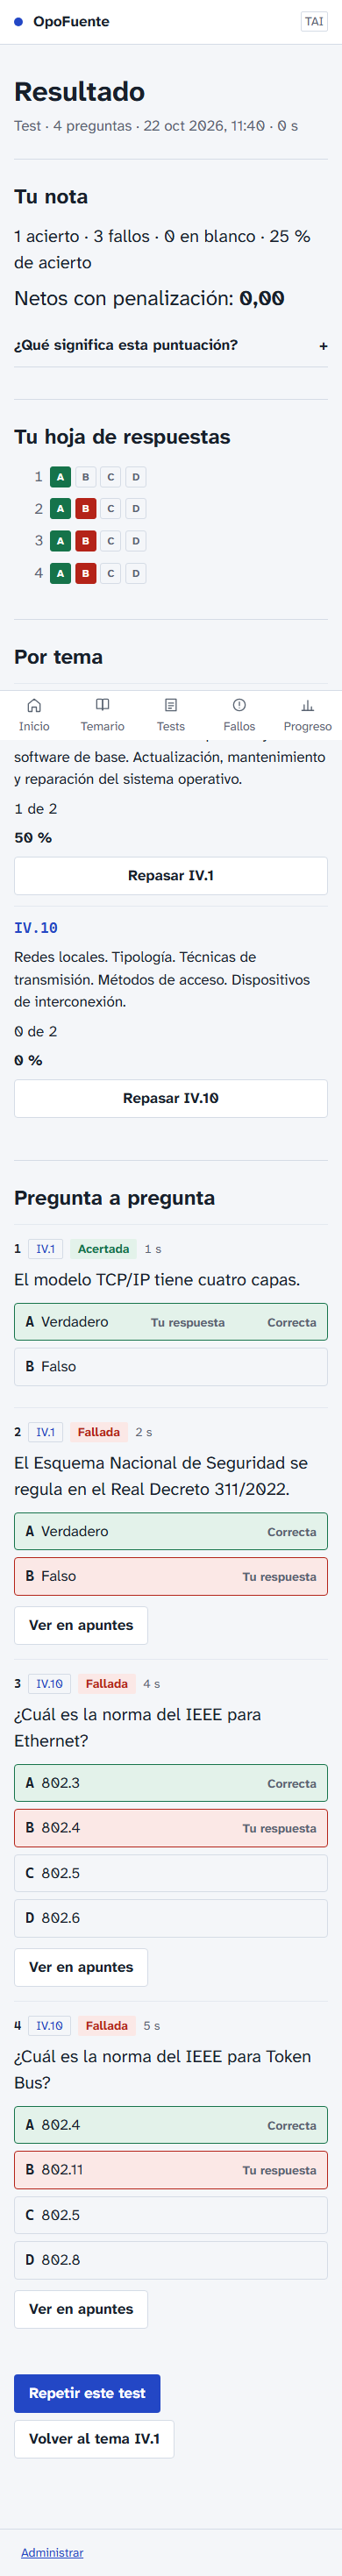 OpoFuente
TAI
Resultado
Test · 4 preguntas · 22 oct 2026, 11:40 · 0 s
Tu nota
1 acierto · 3 fallos · 0 en blanco · 25 %
de acierto
Netos con penalización: 0,00
¿Qué significa esta puntuación? +
Tu hoja de respuestas
1 A B C D
2 A B C D
3 A B C D
4 A B C D
Por tema
Inicio Temario Tests Fallos Progreso
software de base. Actualización, mantenimiento
y reparación del sistema operativo.
1 de 2
50 %
Repasar IV.1
IV.10
Redes locales. Tipología. Técnicas de
transmisión. Métodos de acceso. Dispositivos
de interconexión.
0 de 2
0 %
Repasar IV.10
Pregunta a pregunta
1 IV.1 Acertada 1 s
El modelo TCP/IP tiene cuatro capas.
A Verdadero Tu respuesta Correcta
B Falso
2 IV.1 Fallada 2 s
El Esquema Nacional de Seguridad se
regula en el Real Decreto 311/2022.
A Verdadero Correcta
B Falso Tu respuesta
Ver en apuntes
3 IV.10 Fallada 4 s
¿Cuál es la norma del IEEE para
Ethernet?
A 802.3 Correcta
B 802.4 Tu respuesta
C 802.5
D 802.6
Ver en apuntes
4 IV.10 Fallada 5 s
¿Cuál es la norma del IEEE para Token
Bus?
A 802.4 Correcta
B 802.11 Tu respuesta
C 802.5
D 802.8
Ver en apuntes
Repetir este test
Volver al tema IV.1
Administrar